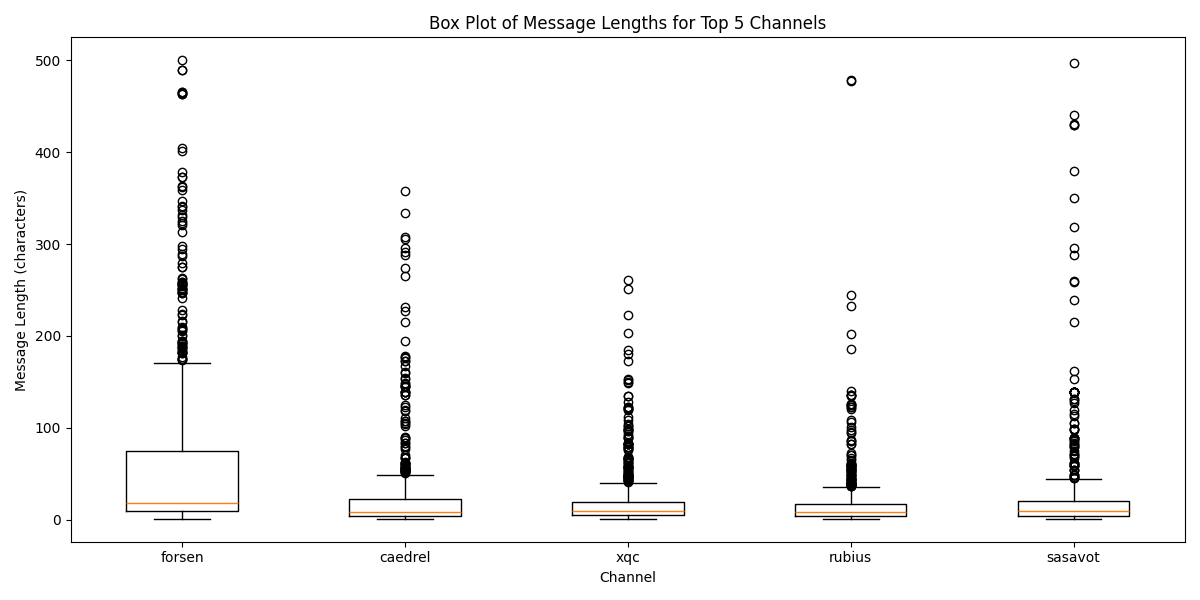 Box Plot of Message Lengths for Top 5 Channels
Message Length (characters)
500
400
300
200
100
0
forsen caedrel xqc rubius sasavot
Channel